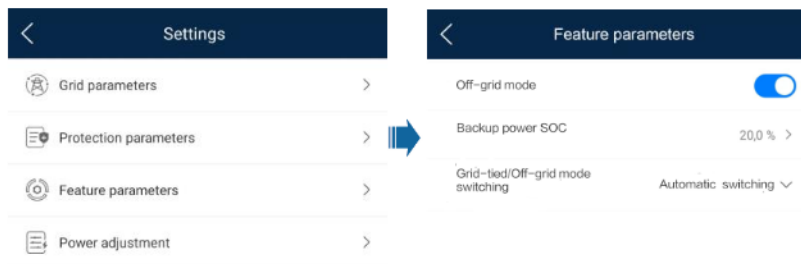 Settings
Grid parameters
Protection parameters
Feature parameters
Power adjustment
Feature parameters
Off-grid mode
Backup power SOC
20,0 %
Grid-tied/Off-grid mode
switching
Automatic switching